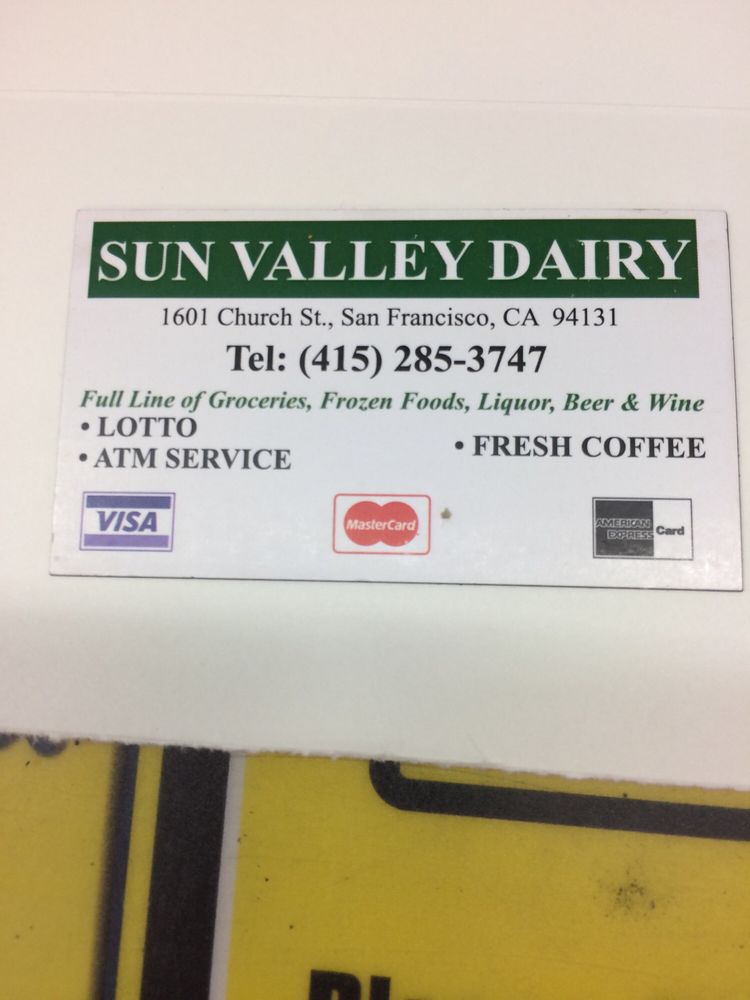 SUN VALLEY DAIRY
1601 Church St., San Francisco, CA 94131
Tel: (415) 285-3747
Full Line of Groceries, Frozen Foods, Liquor, Beer & Wine
• LOTTO
• ATM SERVICE
• FRESH COFFEE
VISA
MasterCard
AMERICAN EXPRESS Card